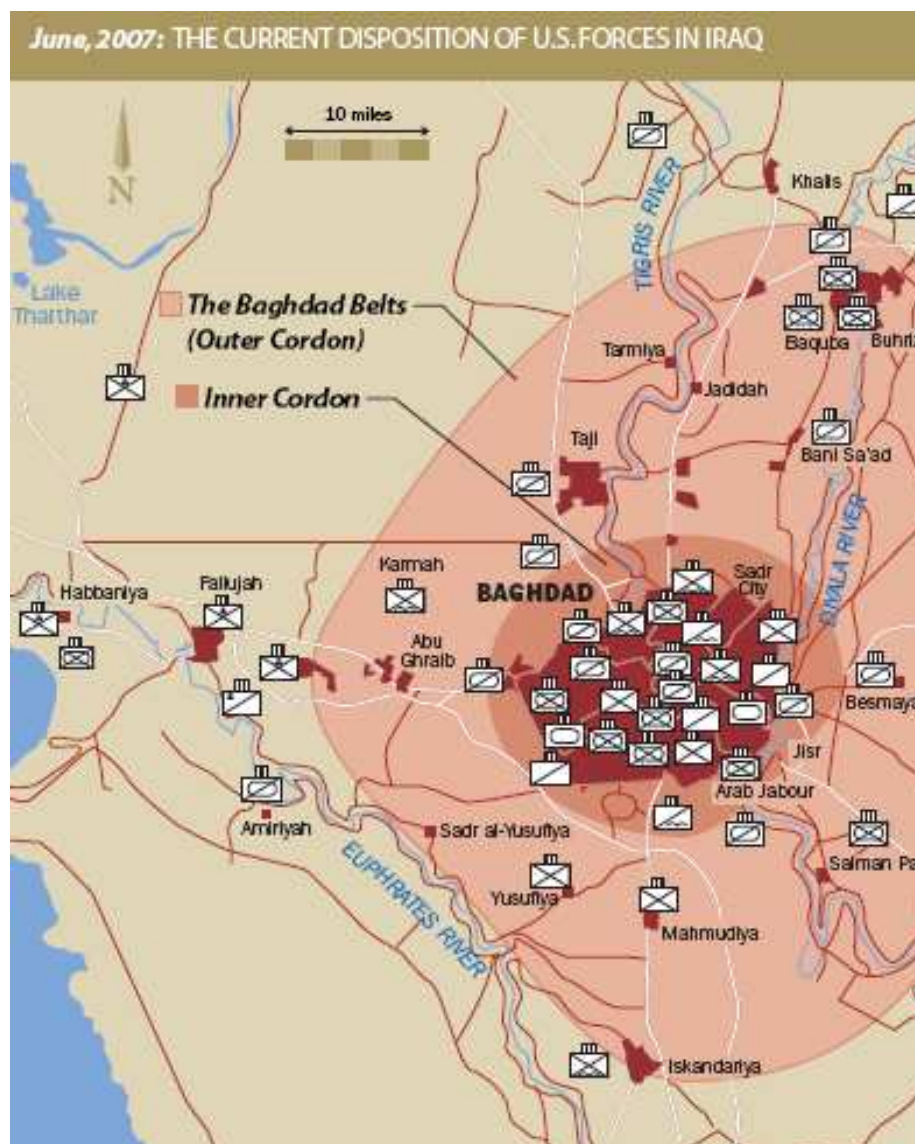 June, 2007: THE CURRENT DISPOSITION OF U.S. FORCES IN IRAQ
10 miles
N
Khalis
TIGRIS RIVER
Lake
Tharthar
The Baghdad Belts
(Outer Cordon)
Baquba
Buhriz
Tarmiya
Jadidah
Inner Cordon
Taji
Bani Sa'ad
DIYALA RIVER
Habbaniya
Fallujah
Karmah
BAGHDAD
Sadr
City
Abu
Ghraib
Besmaya
Jisr
Arab Jabour
Amiriyah
Sadr al-Yusufiya
Salman Pa
EUPHRATES RIVER
Yusufiya
Mahmudiya
Iskandariya